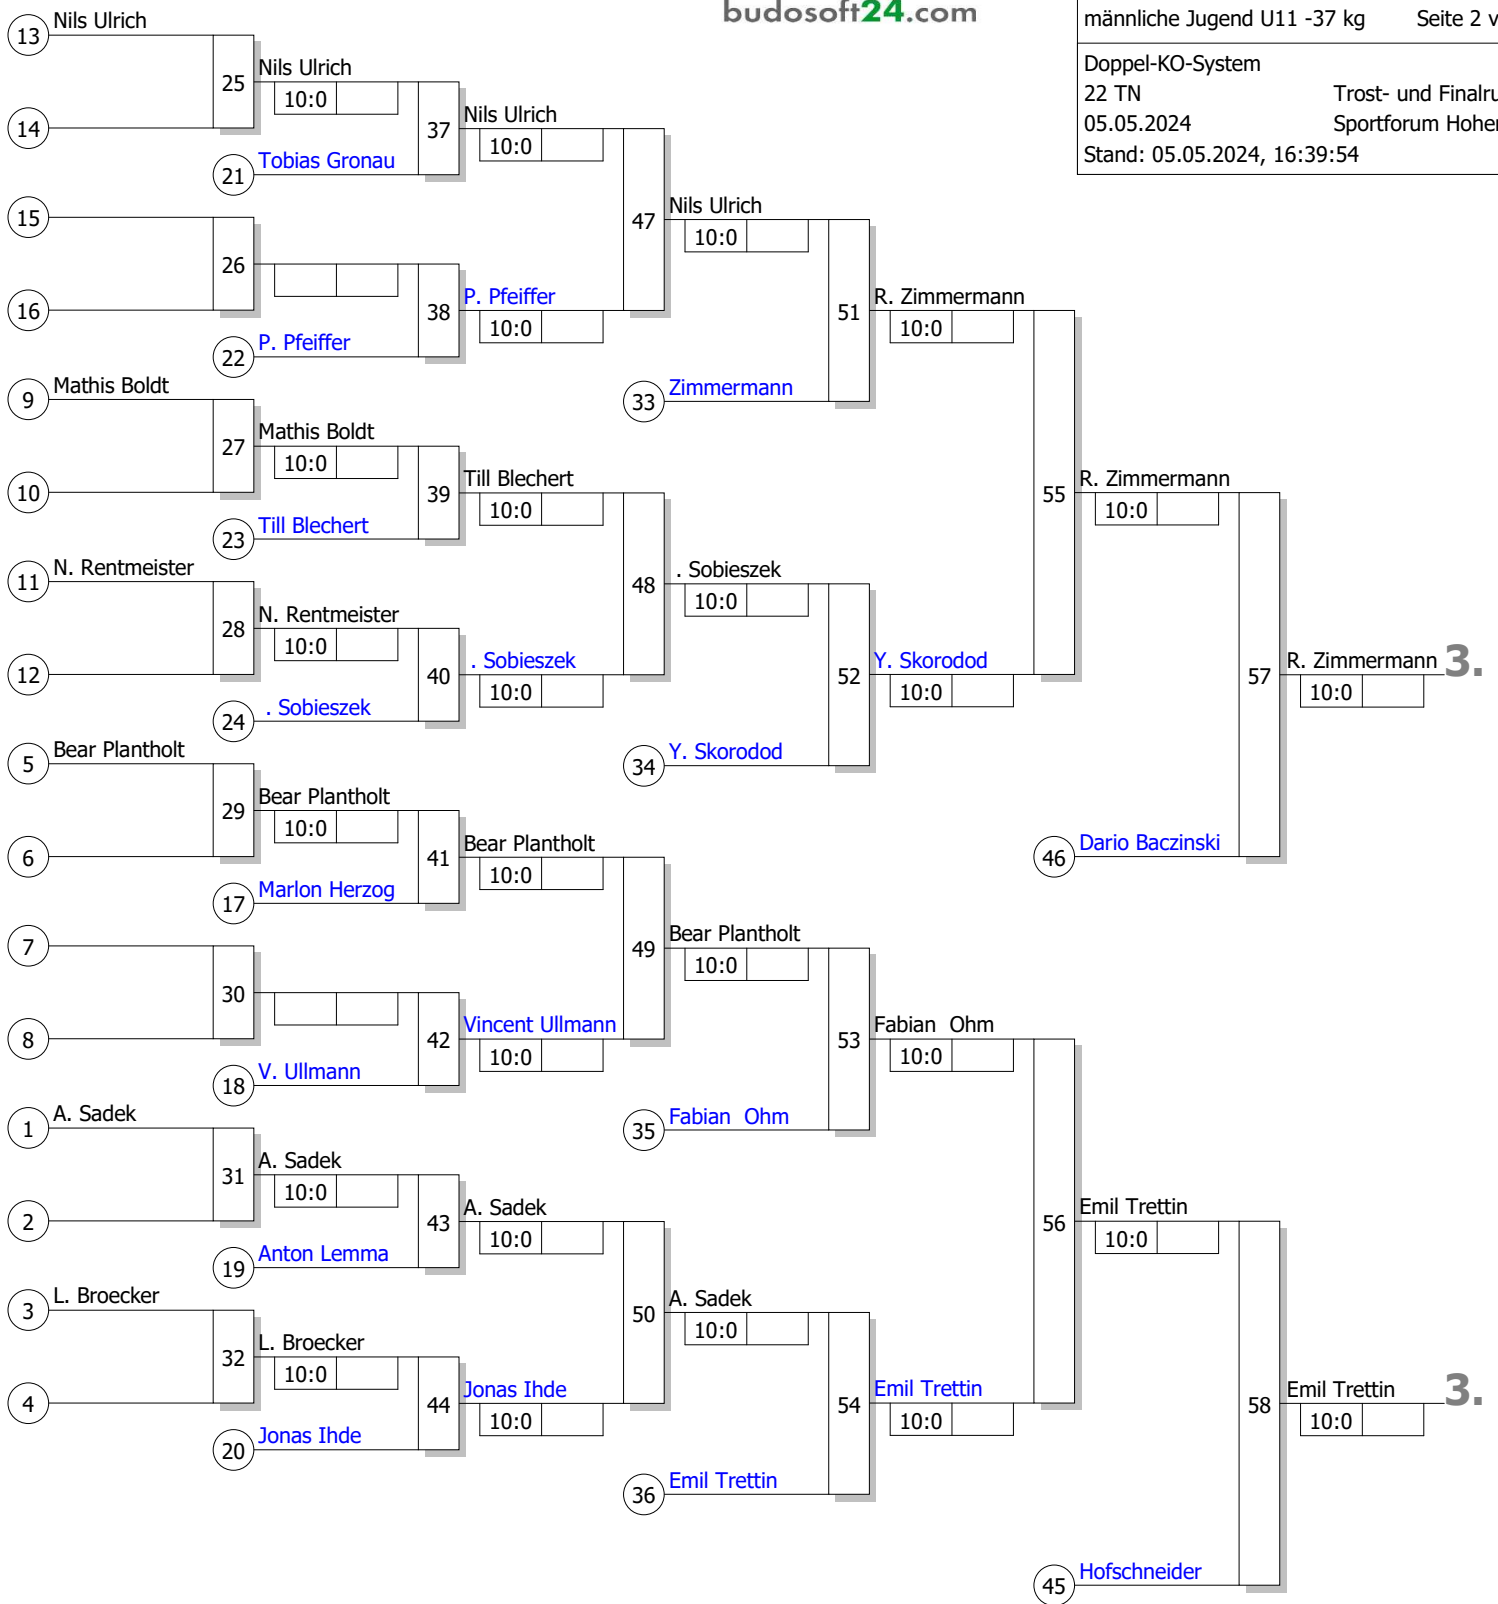 budosoft24.com
männliche Jugend U11 -37 kg Seite 2 v
Doppel-KO-System
22 TN Trost- und Finalru
05.05.2024 Sportforum Hoher
Stand: 05.05.2024, 16:39:54
13 Nils Ulrich
25 Nils Ulrich
10:0
14
37 Nils Ulrich
10:0
21 Tobias Gronau
15
47 Nils Ulrich
10:0
26
16
38 P. Pfeiffer
10:0
22 P. Pfeiffer
51 R. Zimmermann
10:0
33 Zimmermann
9 Mathis Boldt
27 Mathis Boldt
10:0
10
39 Till Blechert
10:0
23 Till Blechert
55 R. Zimmermann
10:0
11 N. Rentmeister
48 . Sobieszek
10:0
28 N. Rentmeister
10:0
12
40 . Sobieszek
10:0
24 . Sobieszek
52 Y. Skorodod
10:0
34 Y. Skorodod
57 R. Zimmermann 3.
10:0
5 Bear Plantholt
29 Bear Plantholt
10:0
6
41 Bear Plantholt
10:0
17 Marlon Herzog
46 Dario Baczinski
7
49 Bear Plantholt
10:0
30
8
42 Vincent Ullmann
10:0
18 V. Ullmann
53 Fabian  Ohm
10:0
35 Fabian  Ohm
1 A. Sadek
31 A. Sadek
10:0
2
43 A. Sadek
10:0
19 Anton Lemma
56 Emil Trettin
10:0
3 L. Broecker
50 A. Sadek
10:0
32 L. Broecker
10:0
4
44 Jonas Ihde
10:0
20 Jonas Ihde
54 Emil Trettin
10:0
36 Emil Trettin
58 Emil Trettin 3.
10:0
45 Hofschneider